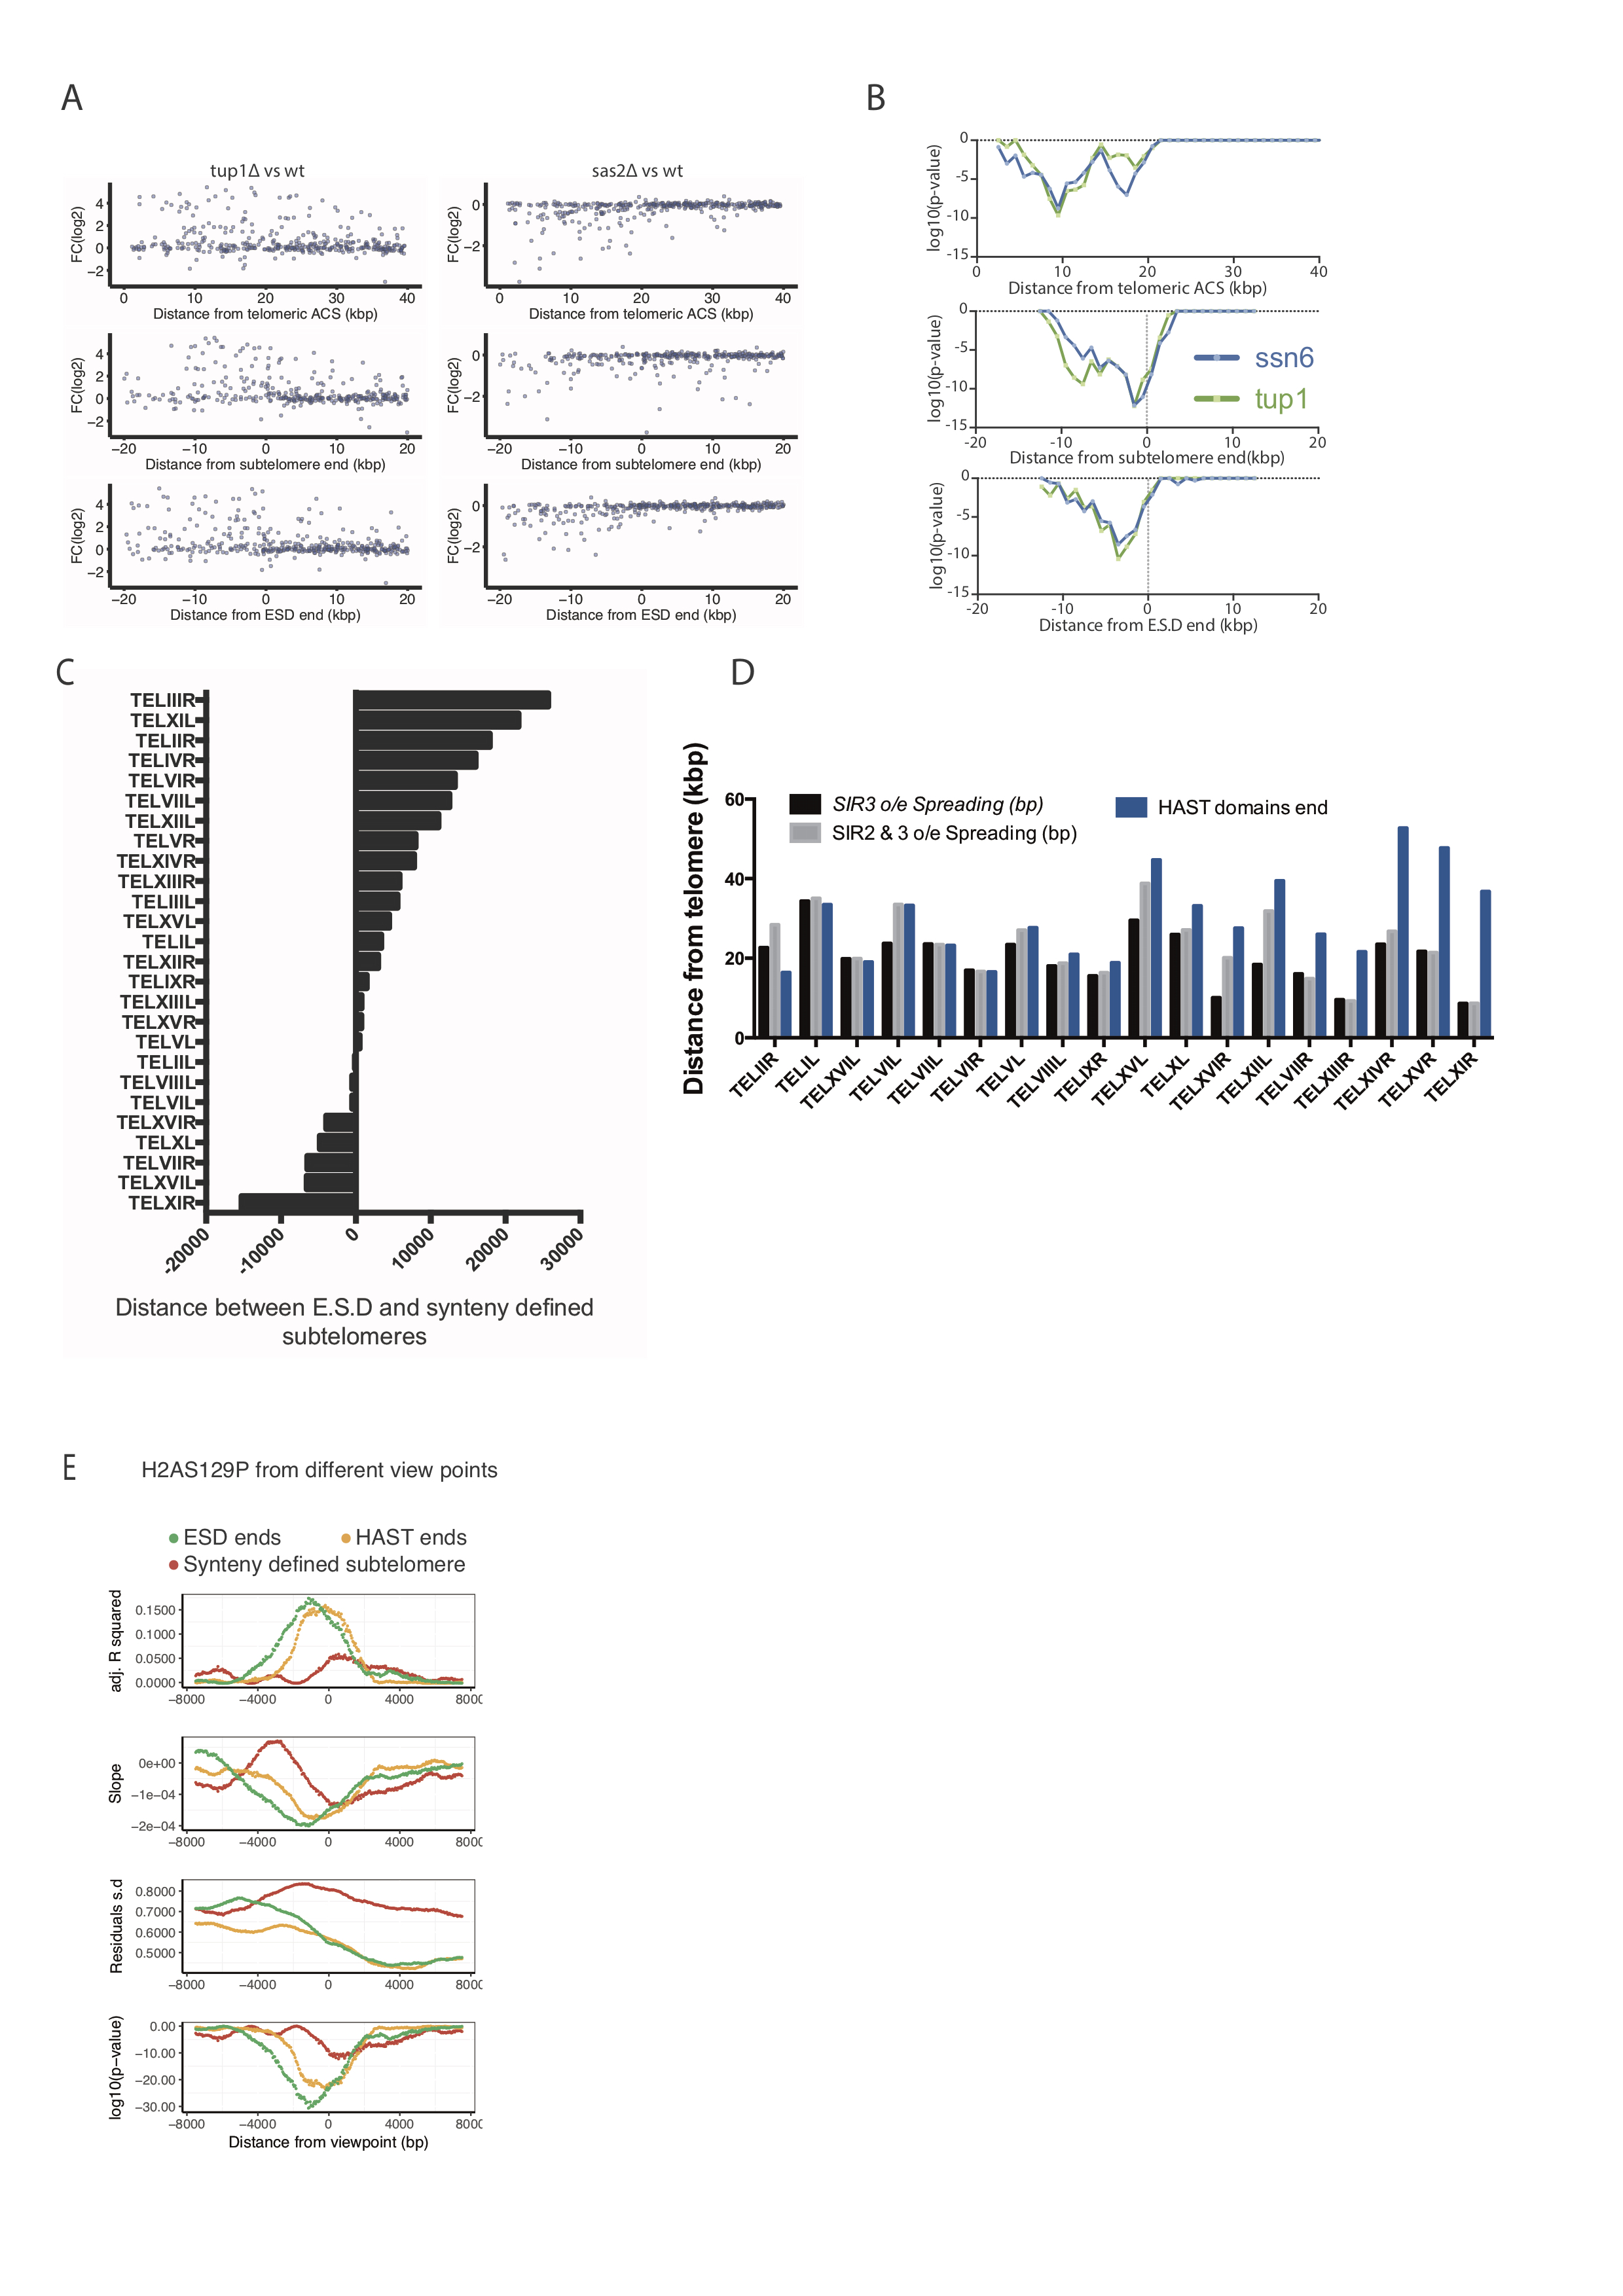 A
B
tup1Δ vs wt
sas2Δ vs wt
FC(log2)
4
2
0
−2
0
10
20
30
40
Distance from telomeric ACS (kbp)
FC(log2)
0
−2
0
10
20
30
40
Distance from telomeric ACS (kbp)
FC(log2)
4
2
0
−2
−20
−10
0
10
20
Distance from subtelomere end (kbp)
FC(log2)
0
−2
−20
−10
0
10
20
Distance from subtelomere end (kbp)
FC(log2)
4
2
0
−2
−20
−10
0
10
20
Distance from ESD end (kbp)
FC(log2)
0
−2
−20
−10
0
10
20
Distance from ESD end (kbp)
log10(p-value)
0
-5
-10
-15
0
10
20
30
40
Distance from telomeric ACS (kbp)
log10(p-value)
0
-5
-10
-15
-20
-10
0
10
20
Distance from subtelomere end(kbp)
ssn6
tup1
log10(p-value)
0
-5
-10
-15
-20
-10
0
10
20
Distance from E.S.D end (kbp)
C
TELIIIR
TELXIL
TELIIR
TELIVR
TELVIR
TELVIIL
TELXIIL
TELVR
TELXIVR
TELXIIIR
TELIIIL
TELXVL
TELIL
TELXIIR
TELIXR
TELXIIIL
TELXVR
TELVL
TELIIL
TELVIIIL
TELVIL
TELXVIR
TELXL
TELVIIR
TELXVIL
TELXIR
-20000
-10000
0
10000
20000
30000
Distance between E.S.D and synteny defined
subtelomeres
D
Distance from telomere (kbp)
60
40
20
0
SIR3 o/e Spreading (bp)
SIR2 & 3 o/e Spreading (bp)
HAST domains end
TELIIR
TELIL
TELXVIL
TELVIL
TELVIIL
TELVIR
TELVL
TELVIIIL
TELIXR
TELXVL
TELXL
TELXVIR
TELXIIL
TELVIIR
TELXIIIR
TELXIVR
TELXVR
TELXIR
E
H2AS129P from different view points
ESD ends
HAST ends
Synteny defined subtelomere
adj. R squared
0.1500
0.1000
0.0500
0.0000
−8000
−4000
0
4000
8000
Slope
0e+00
−1e−04
−2e−04
−8000
−4000
0
4000
8000
Residuals s.d
0.8000
0.7000
0.6000
0.5000
−8000
−4000
0
4000
8000
log10(p−value)
0.00
−10.00
−20.00
−30.00
−8000
−4000
0
4000
8000
Distance from viewpoint (bp)